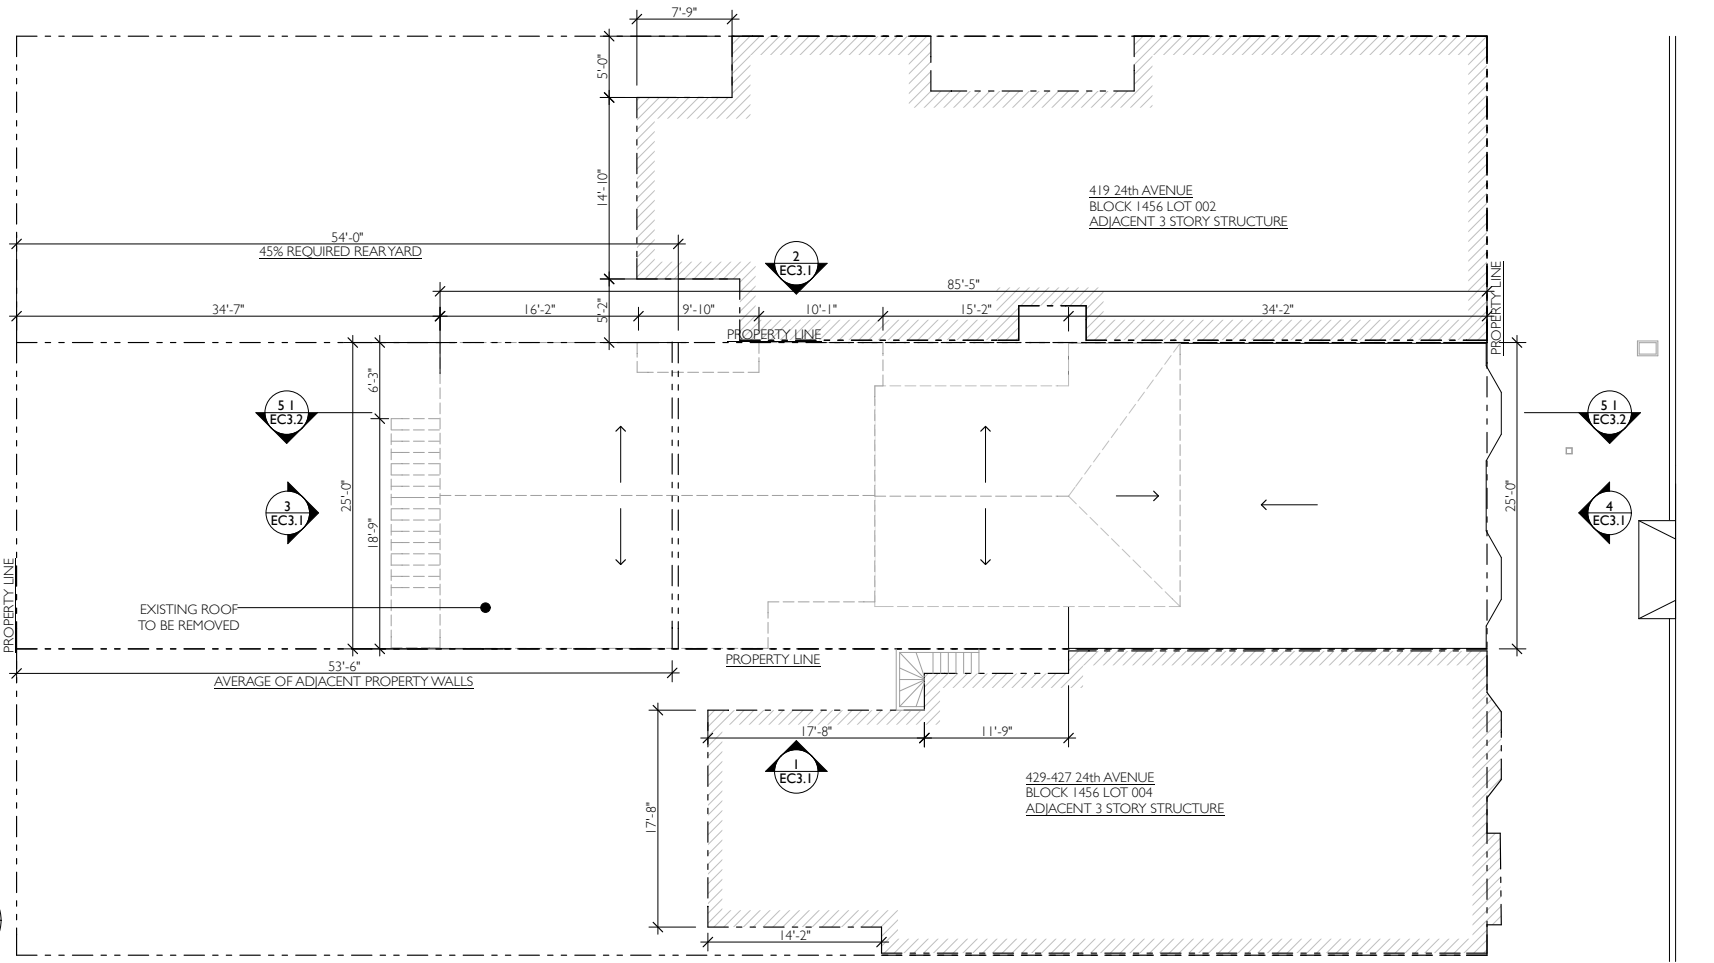 7'-9"
5'-0"
14'-10"
419 24th AVENUE
BLOCK 1456 LOT 002
ADJACENT 3 STORY STRUCTURE
54'-0"
45% REQUIRED REAR YARD
2
EC3.1
85'-5"
34'-7"
16'-2"
5'-2"
9'-10"
10'-1"
15'-2"
34'-2"
PROPERTY LINE
PROPERTY LINE
6'-3"
5 1
EC3.2
5 1
EC3.2
25'-0"
18'-9"
3
EC3.1
25'-0"
4
EC3.1
PROPERTY LINE
EXISTING ROOF
TO BE REMOVED
53'-6"
AVERAGE OF ADJACENT PROPERTY WALLS
PROPERTY LINE
17'-8"
11'-9"
1
EC3.1
429-427 24th AVENUE
BLOCK 1456 LOT 004
ADJACENT 3 STORY STRUCTURE
17'-8"
14'-2"